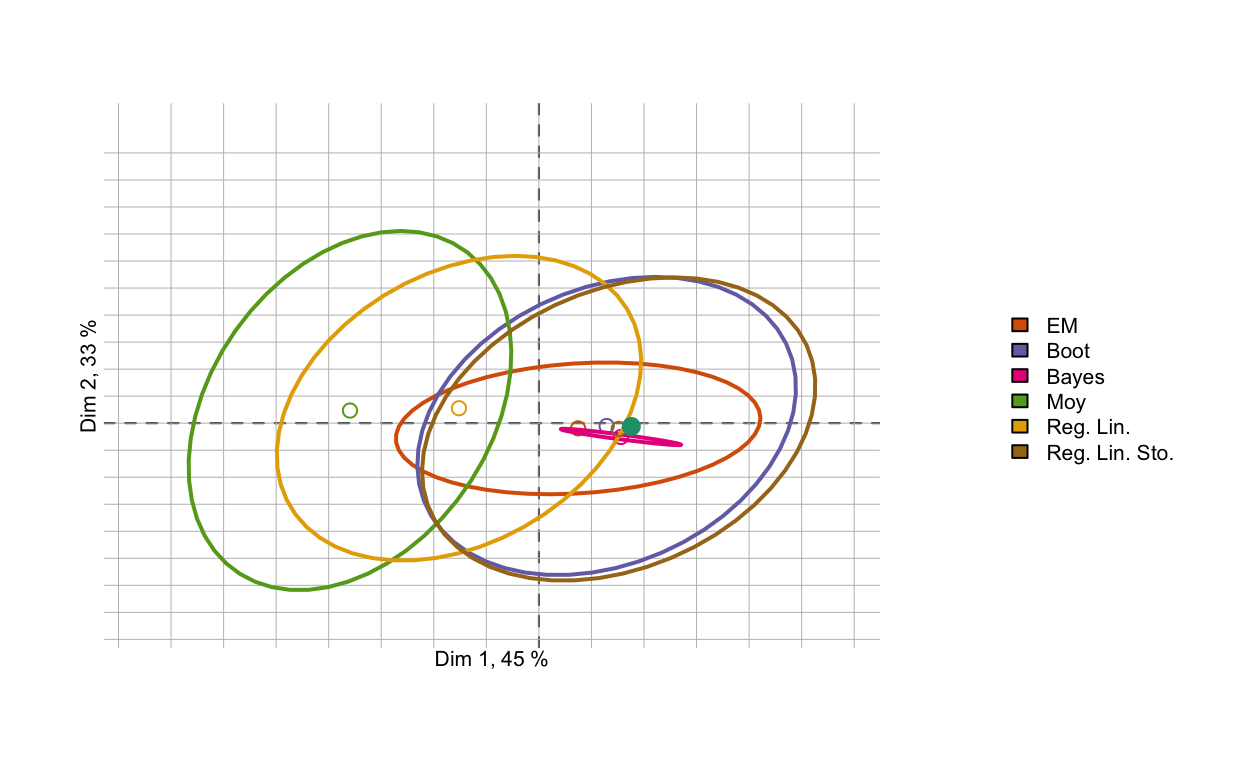 Dim 2, 33 %
Dim 1, 45 %
EM
Boot
Bayes
Moy
Reg. Lin.
Reg. Lin. Sto.